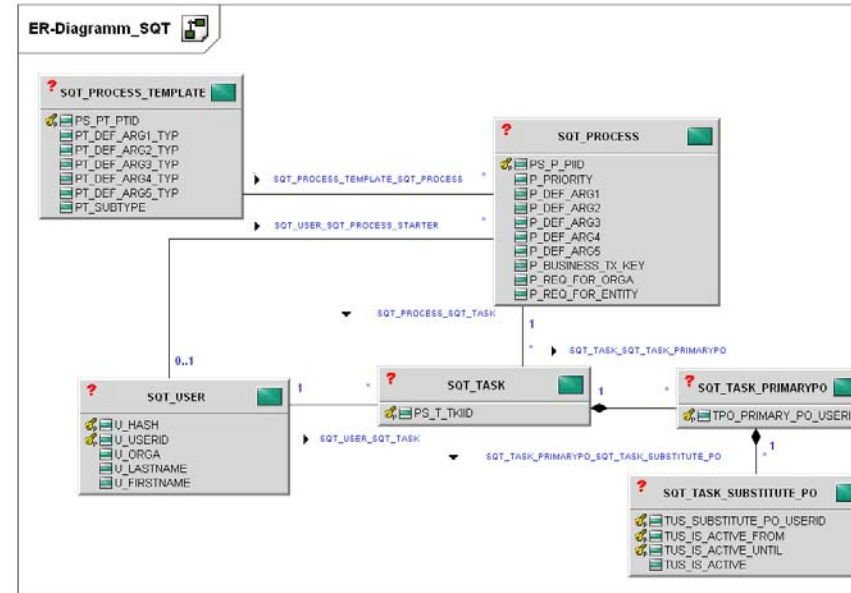 ER-Diagramm_SQT
SQT_PROCESS_TEMPLATE
PS_PT_PTID
PT_DEF_ARG1_TYP
PT_DEF_ARG2_TYP
PT_DEF_ARG3_TYP
PT_DEF_ARG4_TYP
PT_DEF_ARG5_TYP
PT_SUBTYPE
SQT_PROCESS
PS_P_PIID
P_PRIORITY
P_DEF_ARG1
P_DEF_ARG2
P_DEF_ARG3
P_DEF_ARG4
P_DEF_ARG5
P_BUSINESS_TX_KEY
P_REQ_FOR_ORGA
P_REQ_FOR_ENTITY
SQT_PROCESS_TEMPLATE_SQT_PROCESS *
SQT_USER_SQT_PROCESS_STARTER *
SQT_PROCESS_SQT_TASK
1
* SQT_TASK_SQT_TASK_PRIMARYPO
0..1
SQT_USER
U_HASH
U_USERID
U_ORGA
U_LASTNAME
U_FIRSTNAME
1 *
SQT_USER_SQT_TASK
SQT_TASK
PS_T_TKIID
1 *
SQT_TASK_PRIMARYPO
TPO_PRIMARY_PO_USERI
SQT_TASK_PRIMARYPO_SQT_TASK_SUBSTITUTE_PO
1
*
SQT_TASK_SUBSTITUTE_PO
TUS_SUBSTITUTE_PO_USERID
TUS_IS_ACTIVE_FROM
TUS_IS_ACTIVE_UNTIL
TUS_IS_ACTIVE